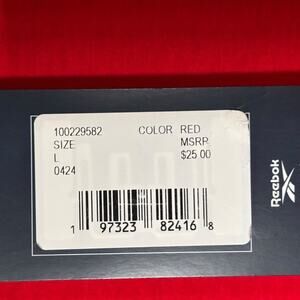 100229582 COLOR RED
SIZE MSRP
L $25.00
0424
1 97323 82416 8
Reebok